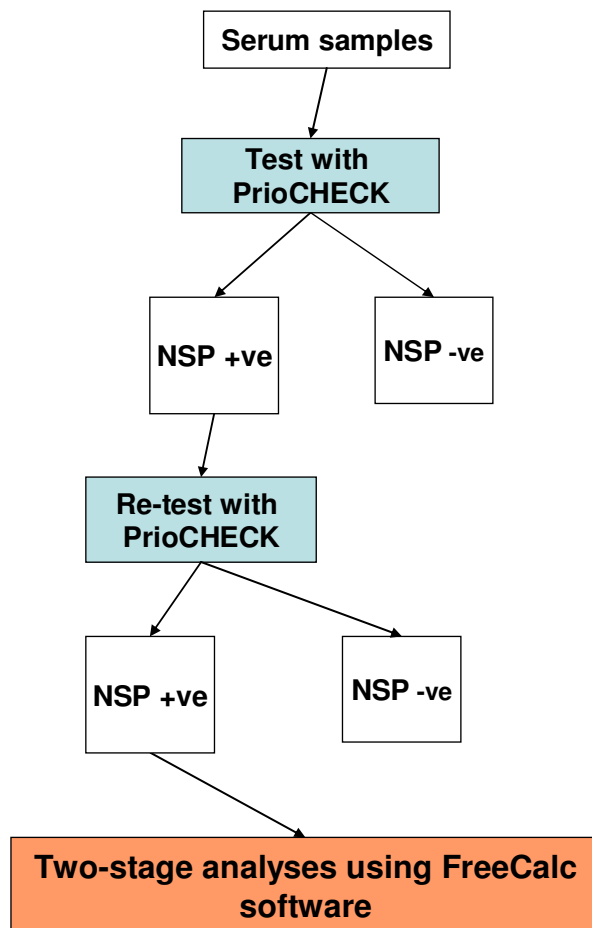 Serum samples
Test with
PrioCHECK
NSP +ve
NSP -ve
Re-test with
PrioCHECK
NSP +ve
NSP -ve
Two-stage analyses using FreeCalc
software